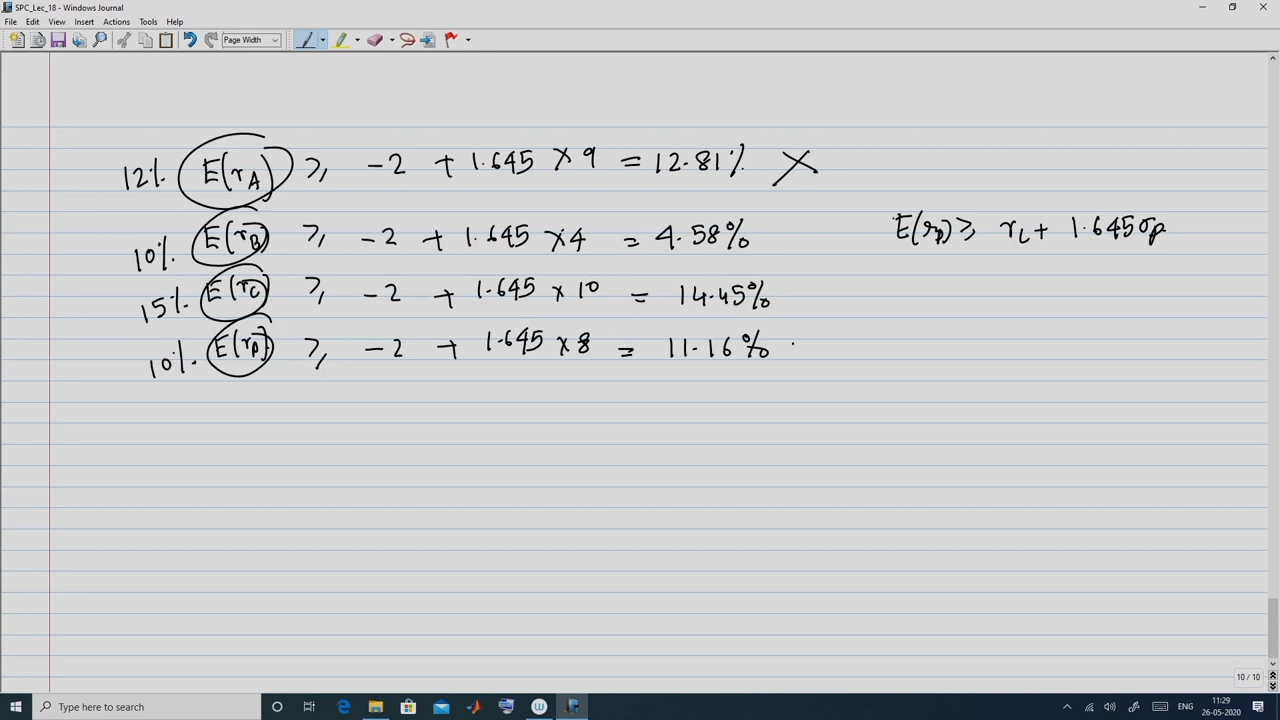 SPC_Lec_18 - Windows Journal
File Edit View Insert Actions Tools Help
Page Width
12% E(rA) ≥ -2 + 1.645 × 9 = 12.81% X
10% E(rB) ≥ -2 + 1.645 × 4 = 4.58%
E(rp) ≥ rL + 1.645σp
15% E(rC) ≥ -2 + 1.645 × 10 = 14.45%
10% E(rD) ≥ -2 + 1.645 × 8 = 11.16%
10 / 10
Type here to search
ENG
11:29
26-05-2020